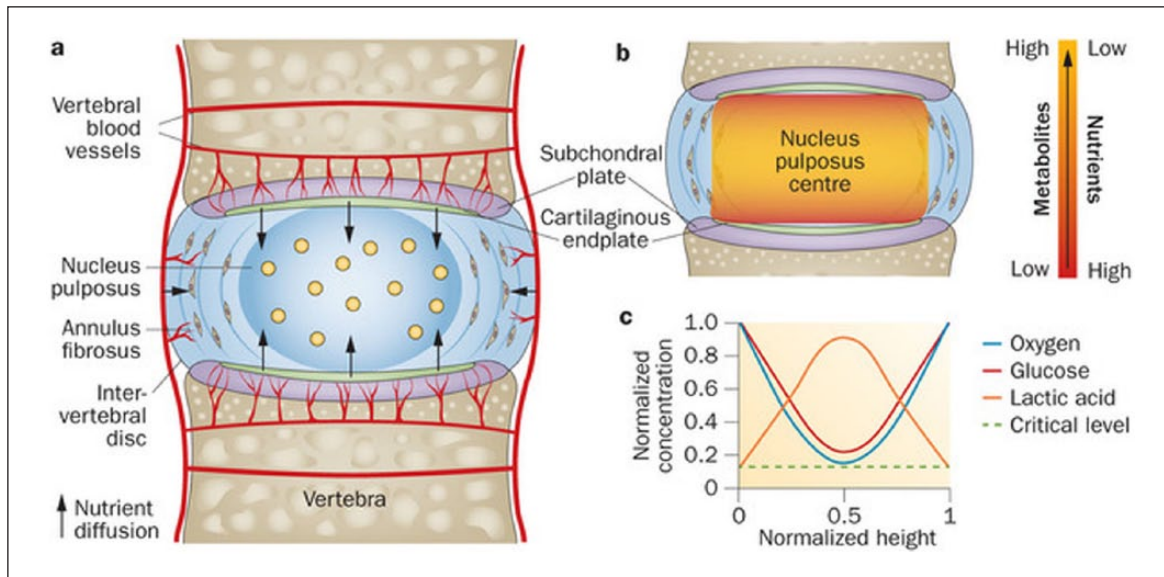 a
Vertebral
blood
vessels
Nucleus
pulposus
Annulus
fibrosus
Inter-
vertebral
disc
Nutrient
diffusion
Vertebra
b
Subchondral
plate
Cartilaginous
endplate
Nucleus
pulposus
centre
High
Low
Metabolites
Nutrients
Low
High
c
Normalized
concentration
1.0
0.8
0.6
0.4
0.2
0
0
0.5
1
Normalized height
Oxygen
Glucose
Lactic acid
Critical level